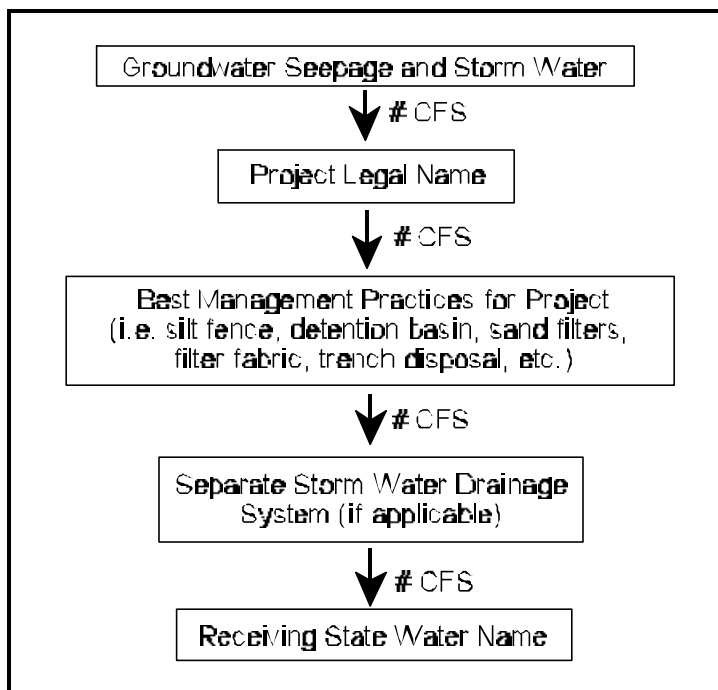 Groundwater Seepage and Storm Water
# CFS
Project Legal Name
# CFS
Best Management Practices for Project
(i.e. silt fence, detention basin, sand filters,
filter fabric, trench disposal, etc.)
# CFS
Separate Storm Water Drainage
System (if applicable)
# CFS
Receiving State Water Name